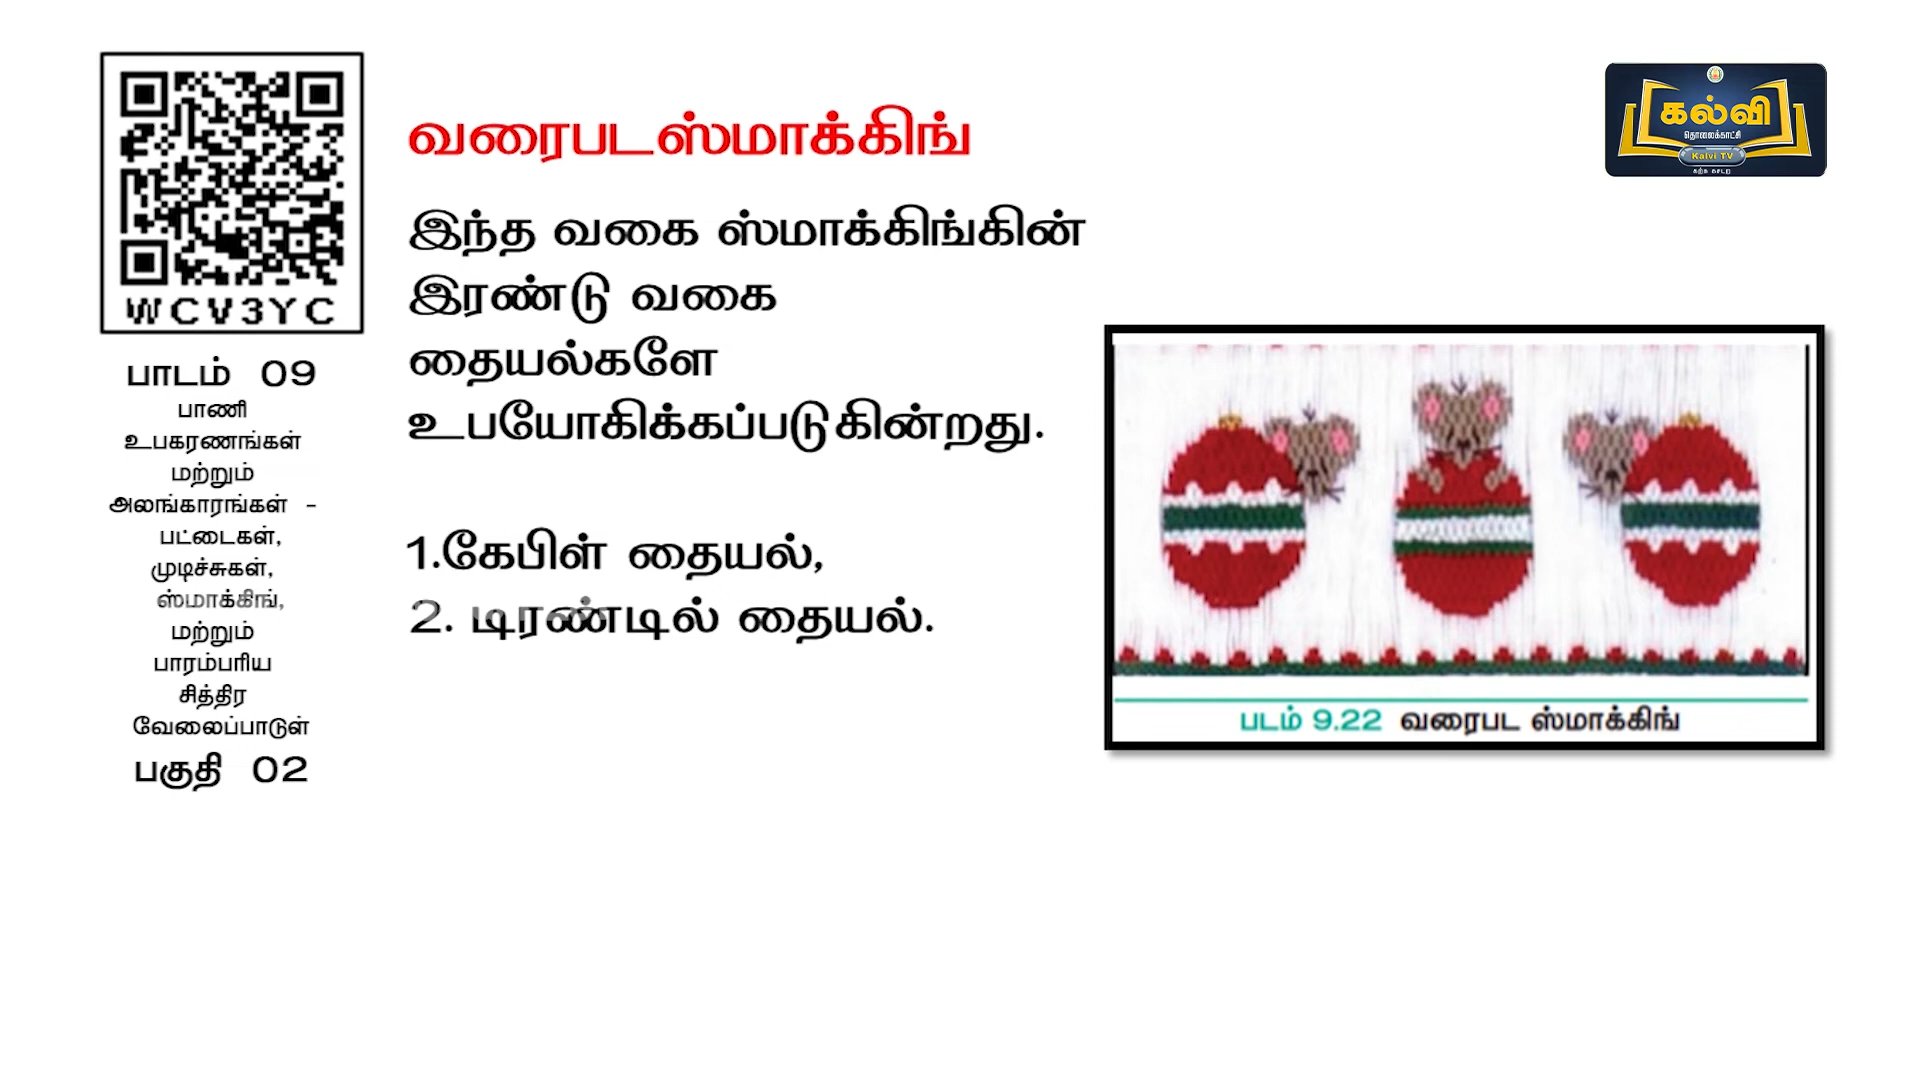 WCV3YC
பாடம் 09
பாணி
உபகரணங்கள்
மற்றும்
அலங்காரங்கள் -
பட்டைகள்,
முடிச்சுகள்,
ஸ்மாக்கிங்,
மற்றும்
பாரம்பரிய
சித்திர
வேலைப்பாடுள்
பகுதி 02
வரைபடஸ்மாக்கிங்
இந்த வகை ஸ்மாக்கிங்கின்
இரண்டு வகை
தையல்களே
உபயோகிக்கப்படுகின்றது.
1.கேபிள் தையல்,
2. டிரண்டில் தையல்.
கல்வி
தொலைக்காட்சி
Kalvi TV
கற்க கசடற
படம் 9.22 வரைபட ஸ்மாக்கிங்